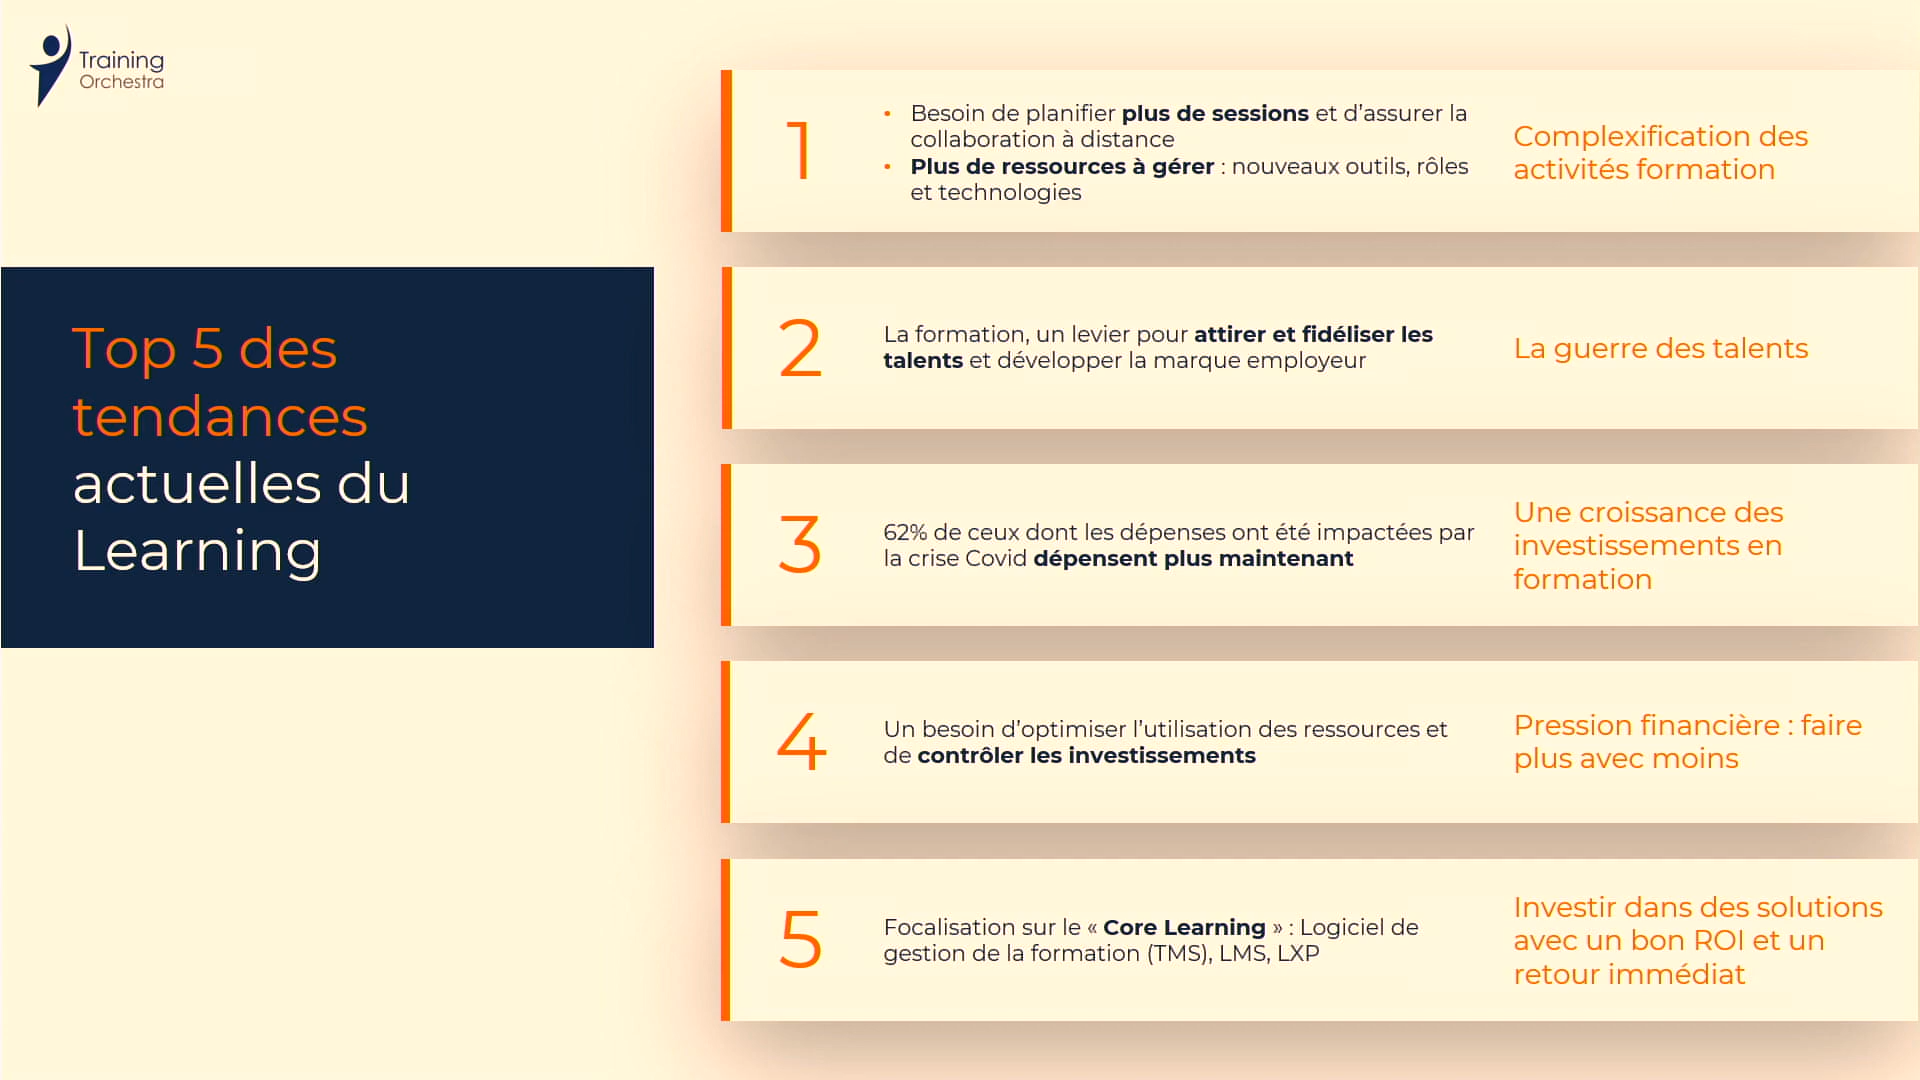 Training
Orchestra
Top 5 des
tendances
actuelles du
Learning
1
• Besoin de planifier plus de sessions et d’assurer la
collaboration à distance
• Plus de ressources à gérer : nouveaux outils, rôles
et technologies
Complexification des
activités formation
2
La formation, un levier pour attirer et fidéliser les
talents et développer la marque employeur
La guerre des talents
3
62% de ceux dont les dépenses ont été impactées par
la crise Covid dépensent plus maintenant
Une croissance des
investissements en
formation
4
Un besoin d’optimiser l’utilisation des ressources et
de contrôler les investissements
Pression financière : faire
plus avec moins
5
Focalisation sur le « Core Learning » : Logiciel de
gestion de la formation (TMS), LMS, LXP
Investir dans des solutions
avec un bon ROI et un
retour immédiat